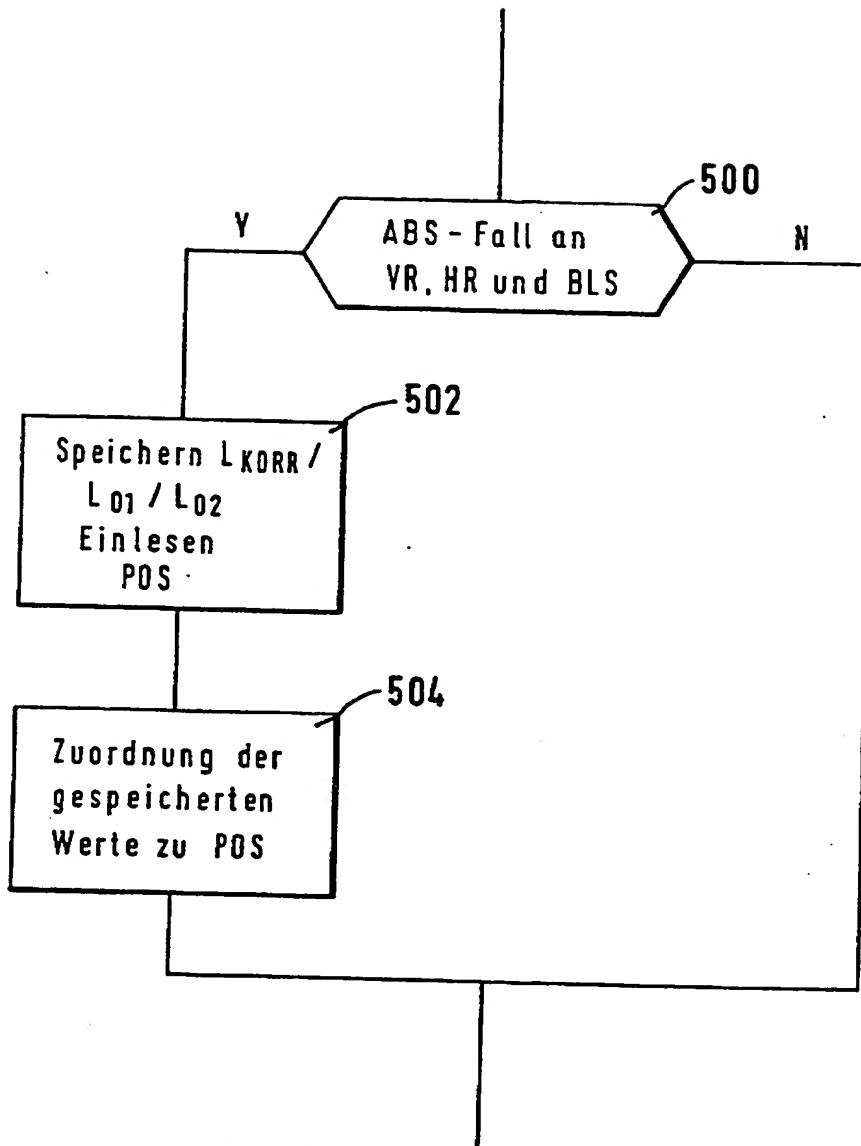 500
Y
ABS-Fall an
VR, HR und BLS
N
502
Speichern LKORR /
L01 / L02
Einlesen
POS
504
Zuordnung der
gespeicherten
Werte zu POS